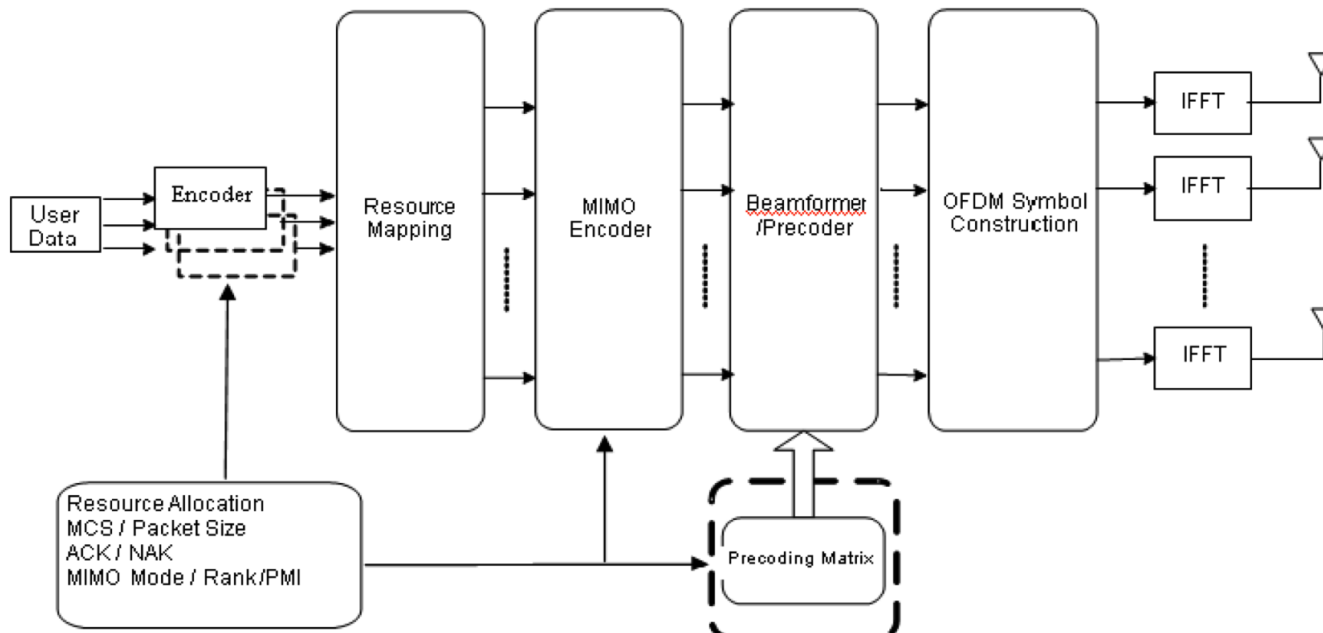 User
Data
Encoder
Resource
Mapping
MIMO
Encoder
Beamformer
/Precoder
OFDM Symbol
Construction
IFFT
IFFT
IFFT
Resource Allocation
MCS / Packet Size
ACK / NAK
MIMO Mode / Rank/PMI
Precoding Matrix